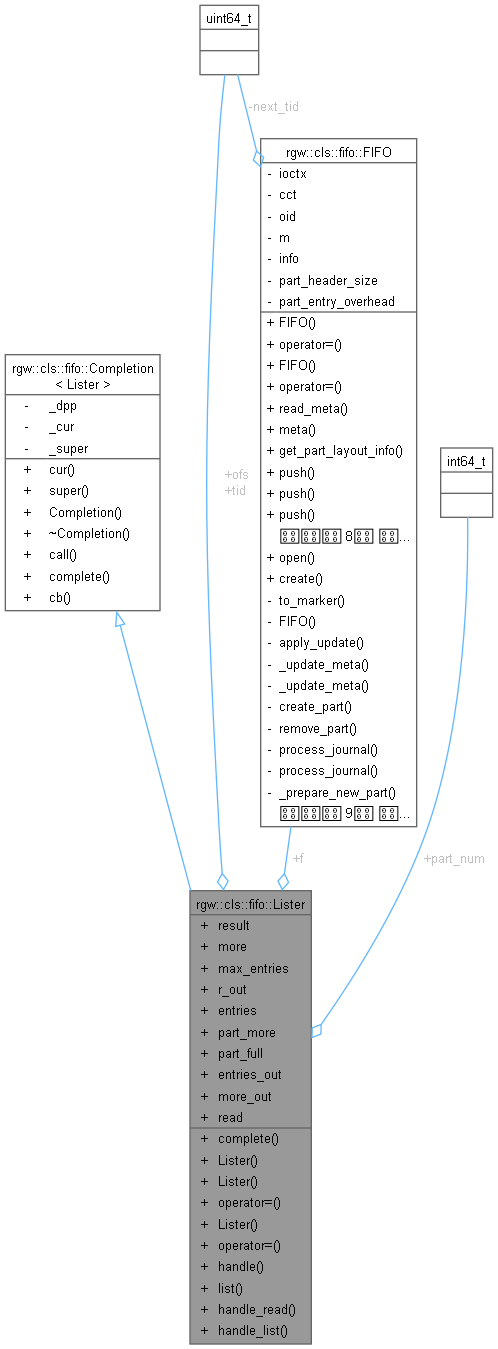 uint64_t
-next_tid
rgw::cls::fifo::FIFO
- ioctx
- cct
- oid
- m
- info
- part_header_size
- part_entry_overhead
+ FIFO()
+ operator=()
+ FIFO()
+ operator=()
+ read_meta()
+ meta()
+ get_part_layout_info()
+ push()
+ push()
+ push()
8 ...
+ open()
+ create()
- to_marker()
- FIFO()
- apply_update()
- _update_meta()
- _update_meta()
- create_part()
- remove_part()
- process_journal()
- process_journal()
- _prepare_new_part()
9 ...
rgw::cls::fifo::Completion
< Lister >
- _dpp
- _cur
- _super
+ cur()
+ super()
+ Completion()
+ ~Completion()
+ call()
+ complete()
+ cb()
+ofs
+tid
int64_t
+f
+part_num
rgw::cls::fifo::Lister
+ result
+ more
+ max_entries
+ r_out
+ entries
+ part_more
+ part_full
+ entries_out
+ more_out
+ read
+ complete()
+ Lister()
+ Lister()
+ operator=()
+ Lister()
+ operator=()
+ handle()
+ list()
+ handle_read()
+ handle_list()